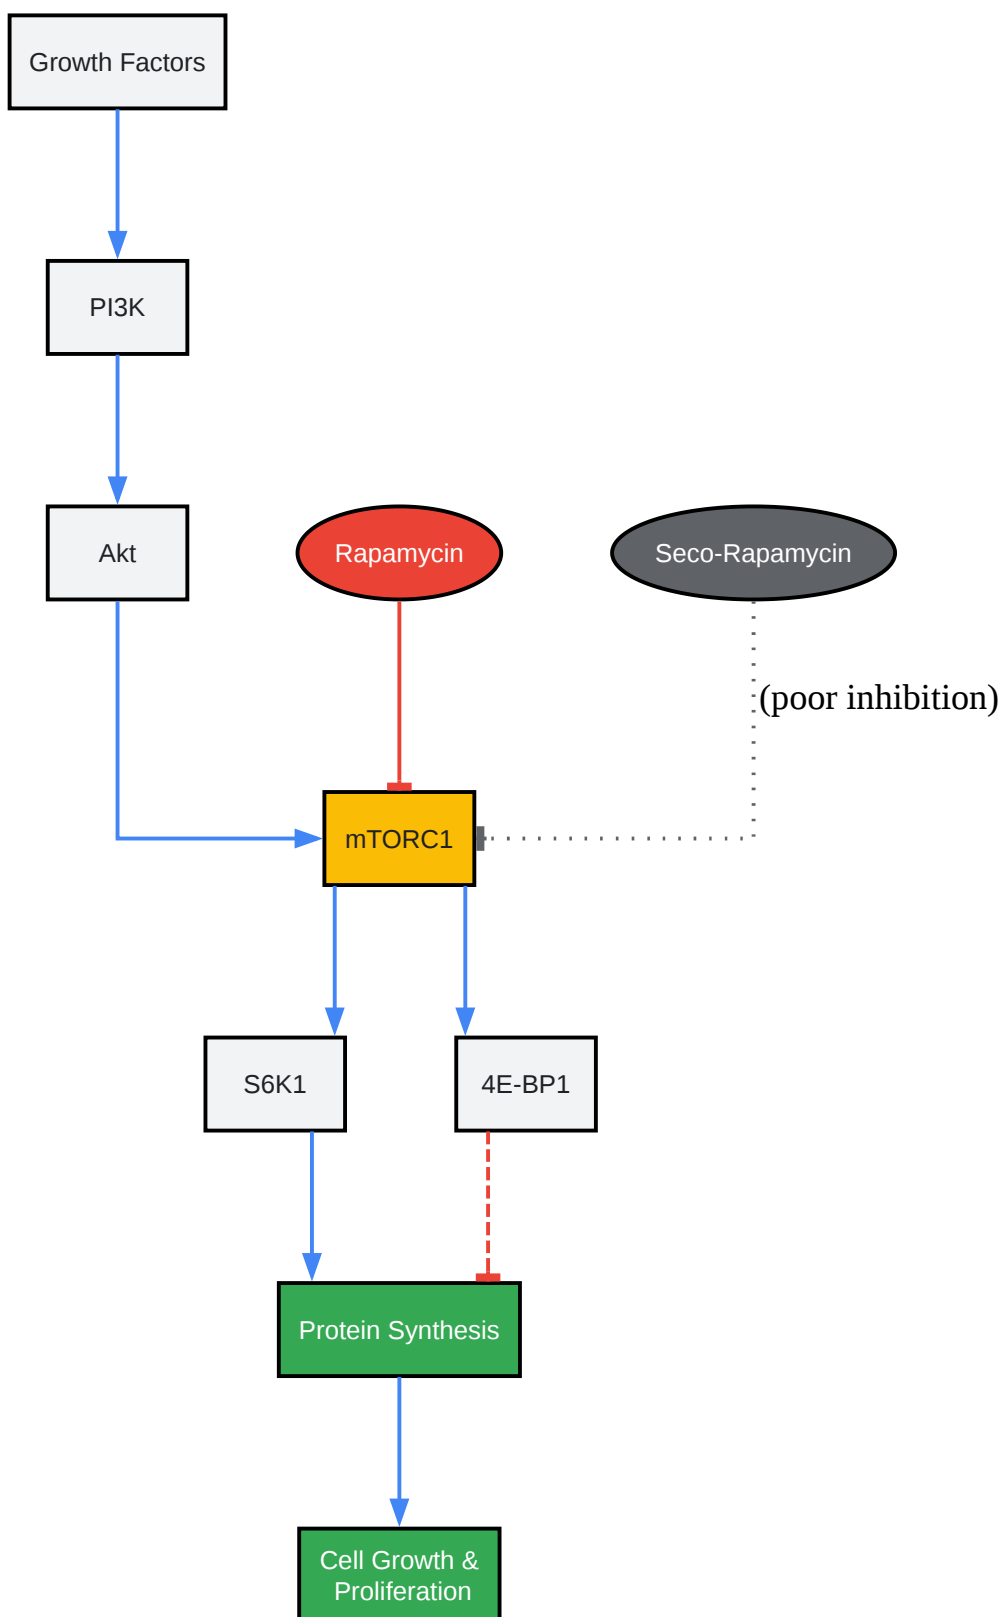 Growth Factors
PI3K
Akt
Rapamycin
Seco-Rapamycin
(poor inhibition)
mTORC1
S6K1
4E-BP1
Protein Synthesis
Cell Growth &
Proliferation